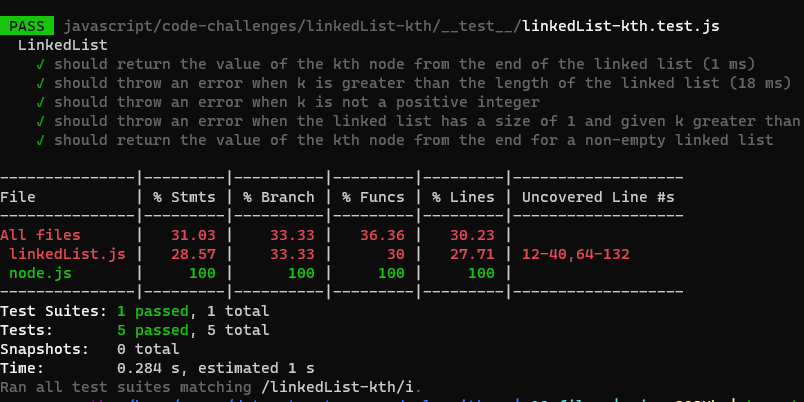 PASS javascript/code-challenges/linkedList-kth/__test__/linkedList-kth.test.js
LinkedList
✓ should return the value of the kth node from the end of the linked list (1 ms)
✓ should throw an error when k is greater than the length of the linked list (18 ms)
✓ should throw an error when k is not a positive integer
✓ should throw an error when the linked list has a size of 1 and given k greater than
✓ should return the value of the kth node from the end for a non-empty linked list
---------------|---------|----------|---------|---------|-------------------
File | % Stmts | % Branch | % Funcs | % Lines | Uncovered Line #s
---------------|---------|----------|---------|---------|-------------------
All files | 31.03 | 33.33 | 36.36 | 30.23 |
linkedList.js | 28.57 | 33.33 | 30 | 27.71 | 12-40,64-132
node.js | 100 | 100 | 100 | 100 |
---------------|---------|----------|---------|---------|-------------------
Test Suites: 1 passed, 1 total
Tests: 5 passed, 5 total
Snapshots: 0 total
Time: 0.284 s, estimated 1 s
Ran all test suites matching /linkedList-kth/i.